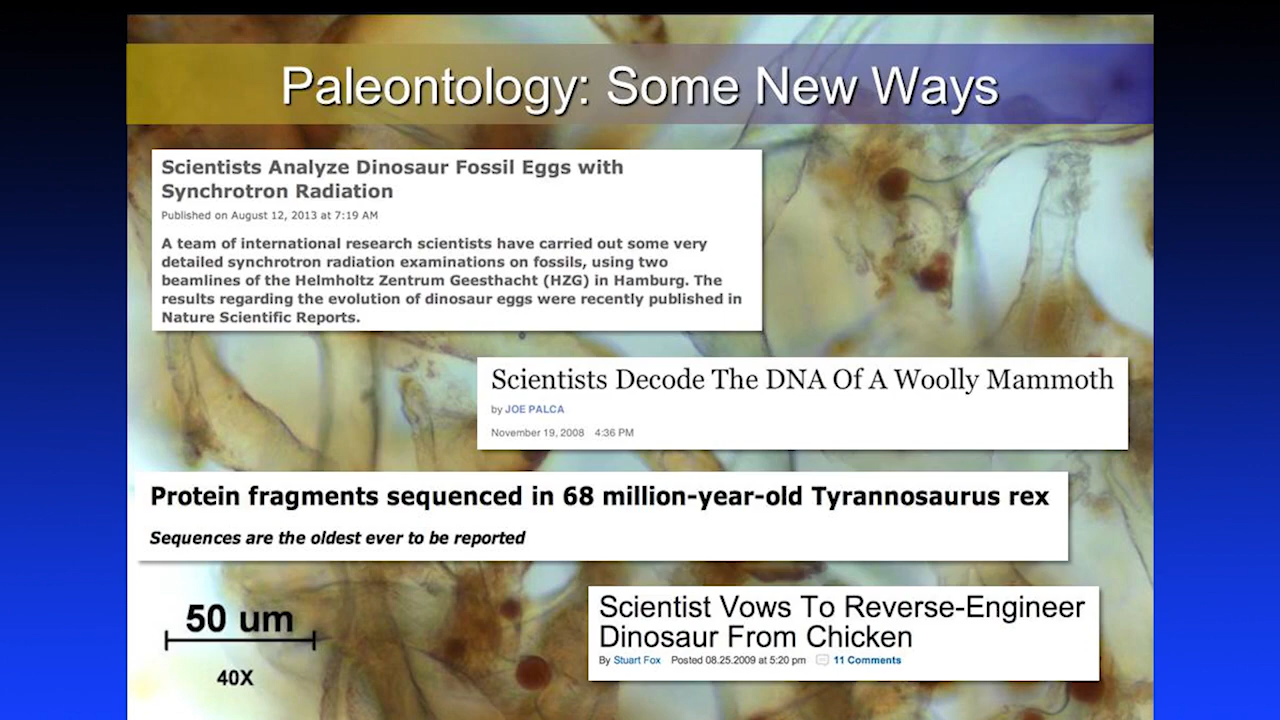 Paleontology: Some New Ways
Scientists Analyze Dinosaur Fossil Eggs with
Synchrotron Radiation
Published on August 12, 2013 at 7:19 AM
A team of international research scientists have carried out some very
detailed synchrotron radiation examinations on fossils, using two
beamlines of the Helmholtz Zentrum Geesthacht (HZG) in Hamburg. The
results regarding the evolution of dinosaur eggs were recently published in
Nature Scientific Reports.
Scientists Decode The DNA Of A Woolly Mammoth
by JOE PALCA
November 19, 2008 4:36 PM
Protein fragments sequenced in 68 million-year-old Tyrannosaurus rex
Sequences are the oldest ever to be reported
50 um
40X
Scientist Vows To Reverse-Engineer
Dinosaur From Chicken
By Stuart Fox Posted 08.25.2009 at 5:20 pm 11 Comments